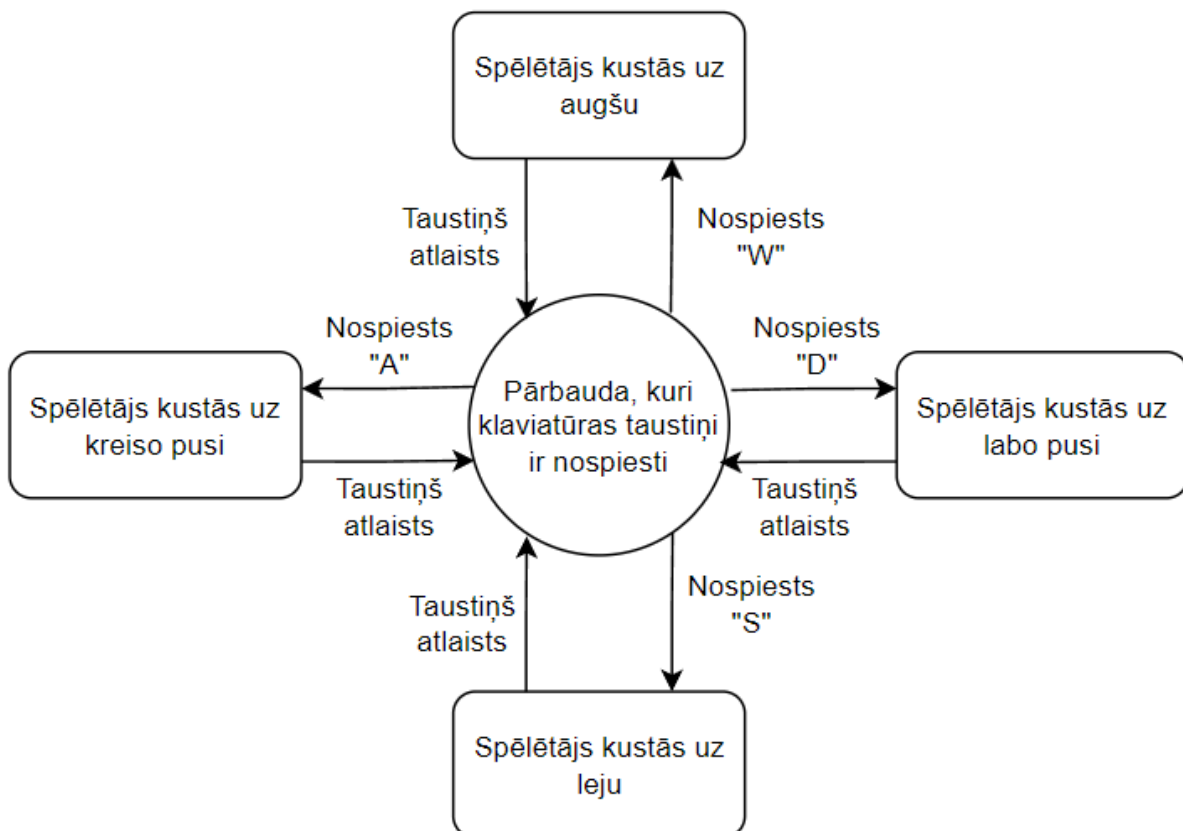 Spēlētājs kustās uz
augšu
Taustiņš
atlaists
Nospiests
"W"
Nospiests
"A"
Nospiests
"D"
Spēlētājs kustās uz
kreiso pusi
Pārbauda, kuri
klaviatūras taustiņi
ir nospiesti
Spēlētājs kustās uz
labo pusi
Taustiņš
atlaists
Taustiņš
atlaists
Taustiņš
atlaists
Nospiests
"S"
Spēlētājs kustās uz
leju